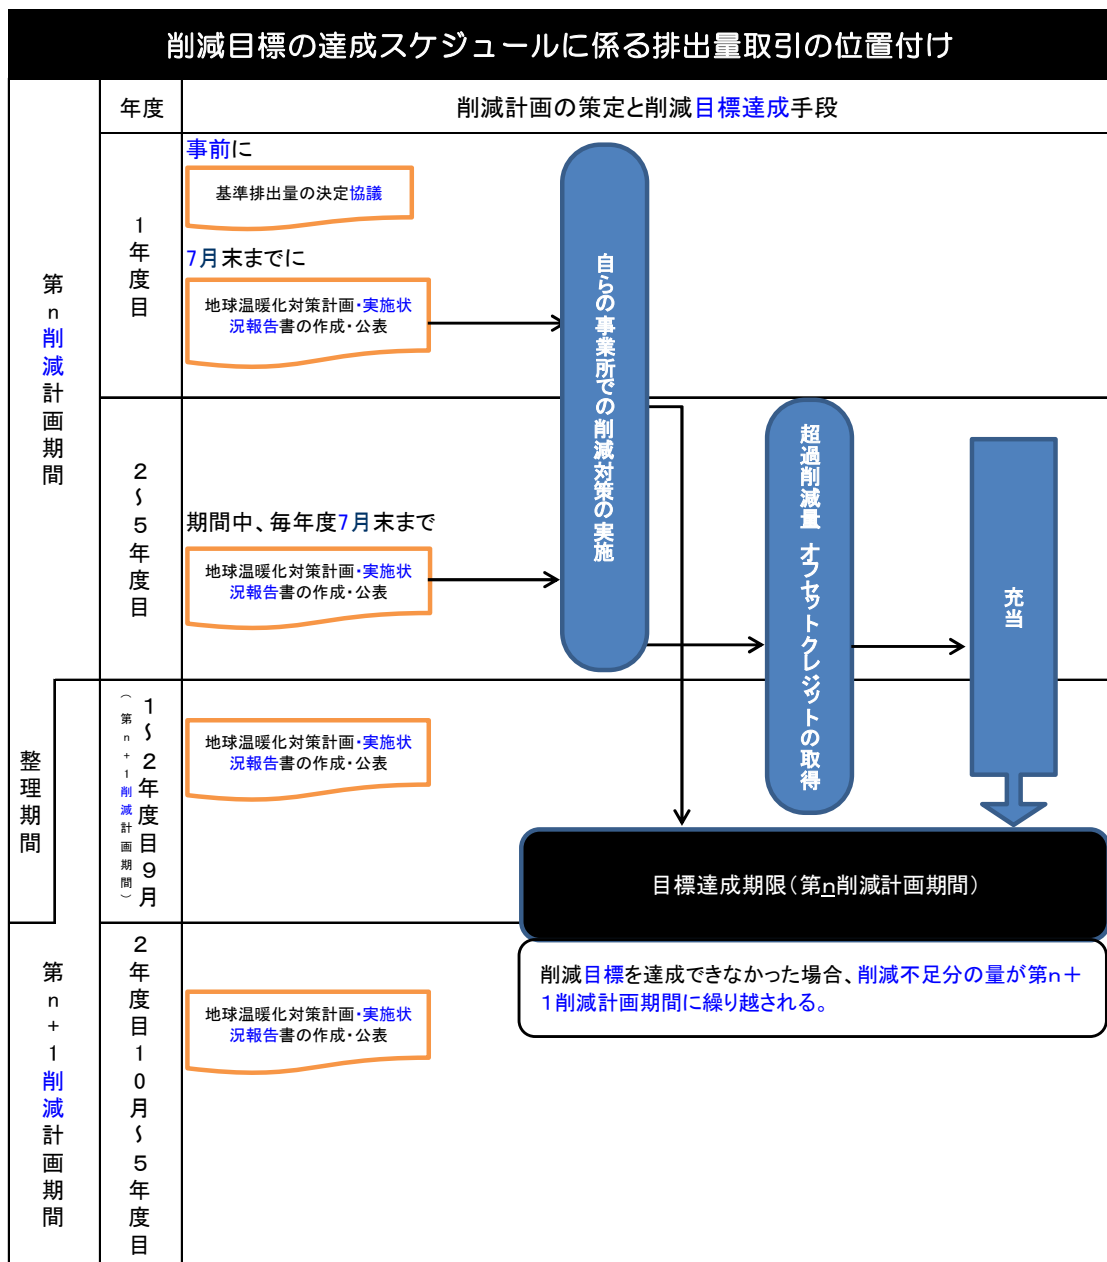 削減目標の達成スケジュールに係る排出量取引の位置付け
年度
削減計画の策定と削減目標達成手段
第n削減計画期間
1年度目
事前に
基準排出量の決定協議
7月末までに
地球温暖化対策計画・実施状
況報告書の作成・公表
自らの事業所での削減対策の実施
2～5年度目
期間中、毎年度7月末まで
地球温暖化対策計画・実施状
況報告書の作成・公表
超過削減量 オフセットクレジットの取得
充当
整理期間
1～2年度目9月
（第n+1削減計画期間）
地球温暖化対策計画・実施状
況報告書の作成・公表
目標達成期限（第n削減計画期間）
削減目標を達成できなかった場合、削減不足分の量が第n＋
1削減計画期間に繰り越される。
第n+1削減計画期間
2年度目10月～5年度目
地球温暖化対策計画・実施状
況報告書の作成・公表